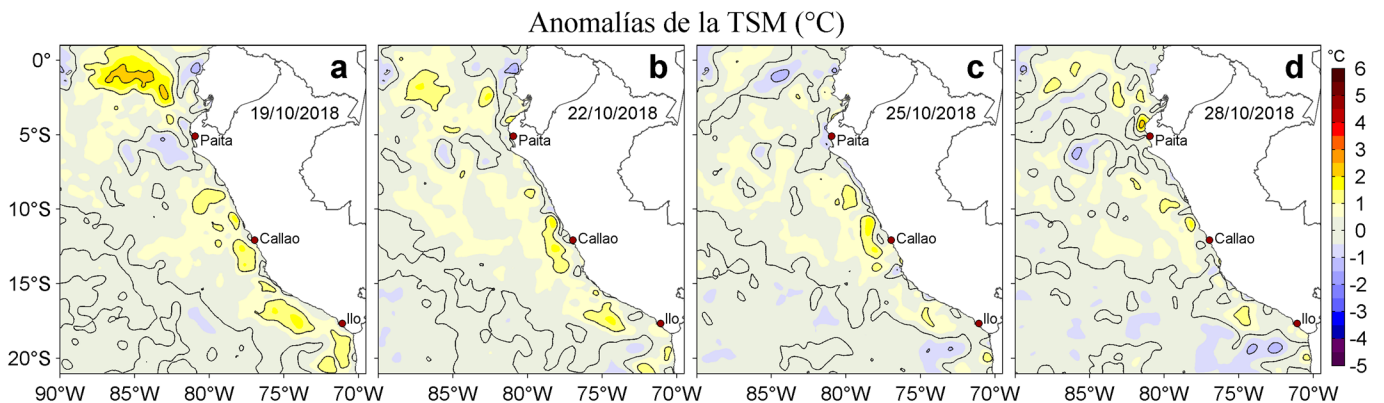 Anomalías de la TSM (°C)
a
b
c
d
19/10/2018
22/10/2018
25/10/2018
28/10/2018
0°
5°S
10°S
15°S
20°S
Paita
Callao
Ilo
Paita
Callao
Ilo
Paita
Callao
Ilo
Paita
Callao
Ilo
90°W 85°W 80°W 75°W 70°W
85°W 80°W 75°W 70°W
85°W 80°W 75°W 70°W
85°W 80°W 75°W 70°W
°C
6
5
4
3
2
1
0
-1
-2
-3
-4
-5